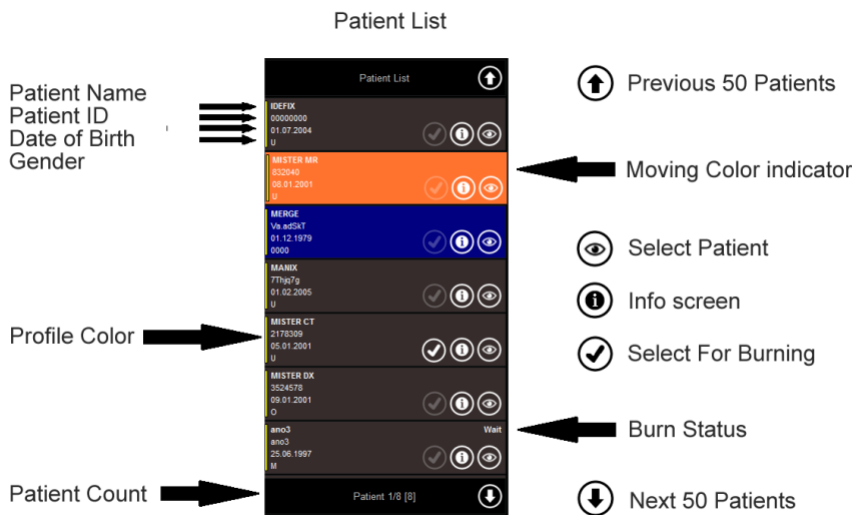 Patient List
Patient List
Patient Name
Patient ID
Date of Birth
Gender
IDEFIX
00000000
01.07.2004
U
Previous 50 Patients
MISTER MR
832040
08.01.2001
U
Moving Color indicator
MERGE
Va.adSkT
01.12.1979
0000
Select Patient
MANIX
7Thjq7g
01.02.2005
U
Info screen
Profile Color
MISTER CT
2178309
05.01.2001
U
Select For Burning
MISTER DX
3524578
09.01.2001
O
ano3 Wait
ano3
25.06.1997
M
Burn Status
Patient Count
Patient 1/8 [8]
Next 50 Patients